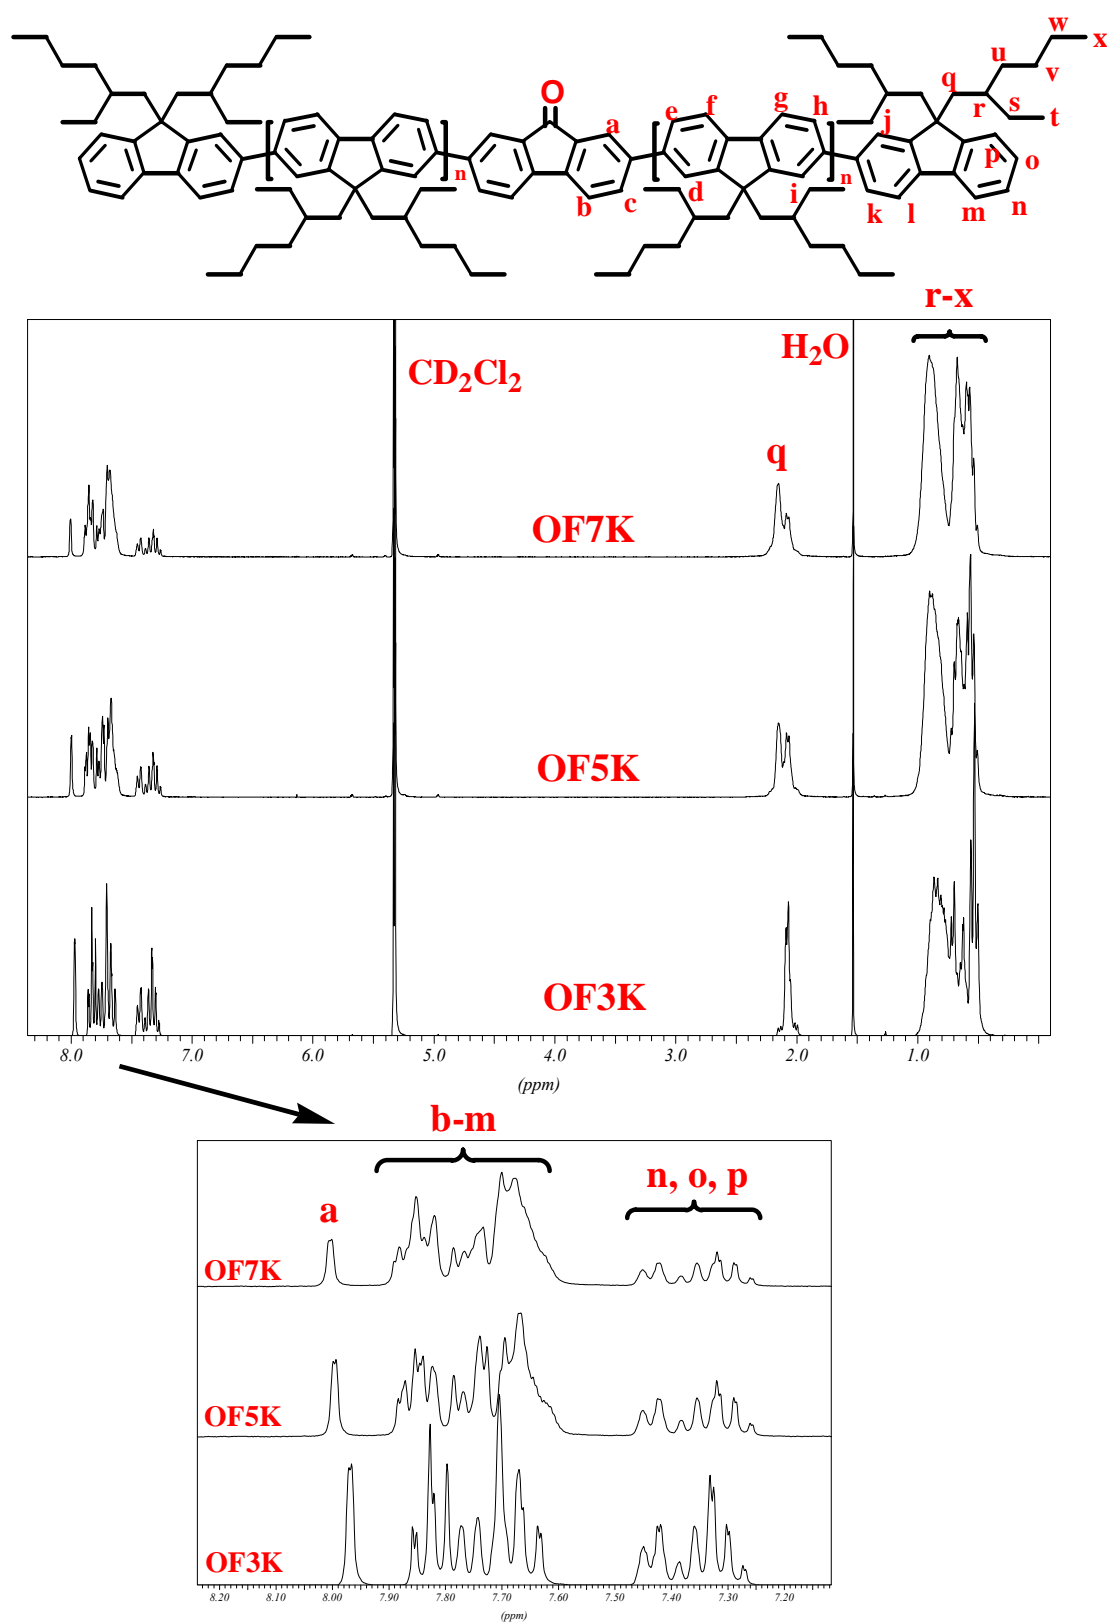 w
x
u
v
q
r
s
t
O
e
f
g
h
j
a
p
o
n
n
d
i
b
c
k
l
m
n
r-x
CD2Cl2
H2O
q
OF7K
OF5K
OF3K
8.0 7.0 6.0 5.0 4.0 3.0 2.0 1.0
(ppm)
b-m
n, o, p
a
OF7K
OF5K
OF3K
8.20 8.10 8.00 7.90 7.80 7.70 7.60 7.50 7.40 7.30 7.20
(ppm)